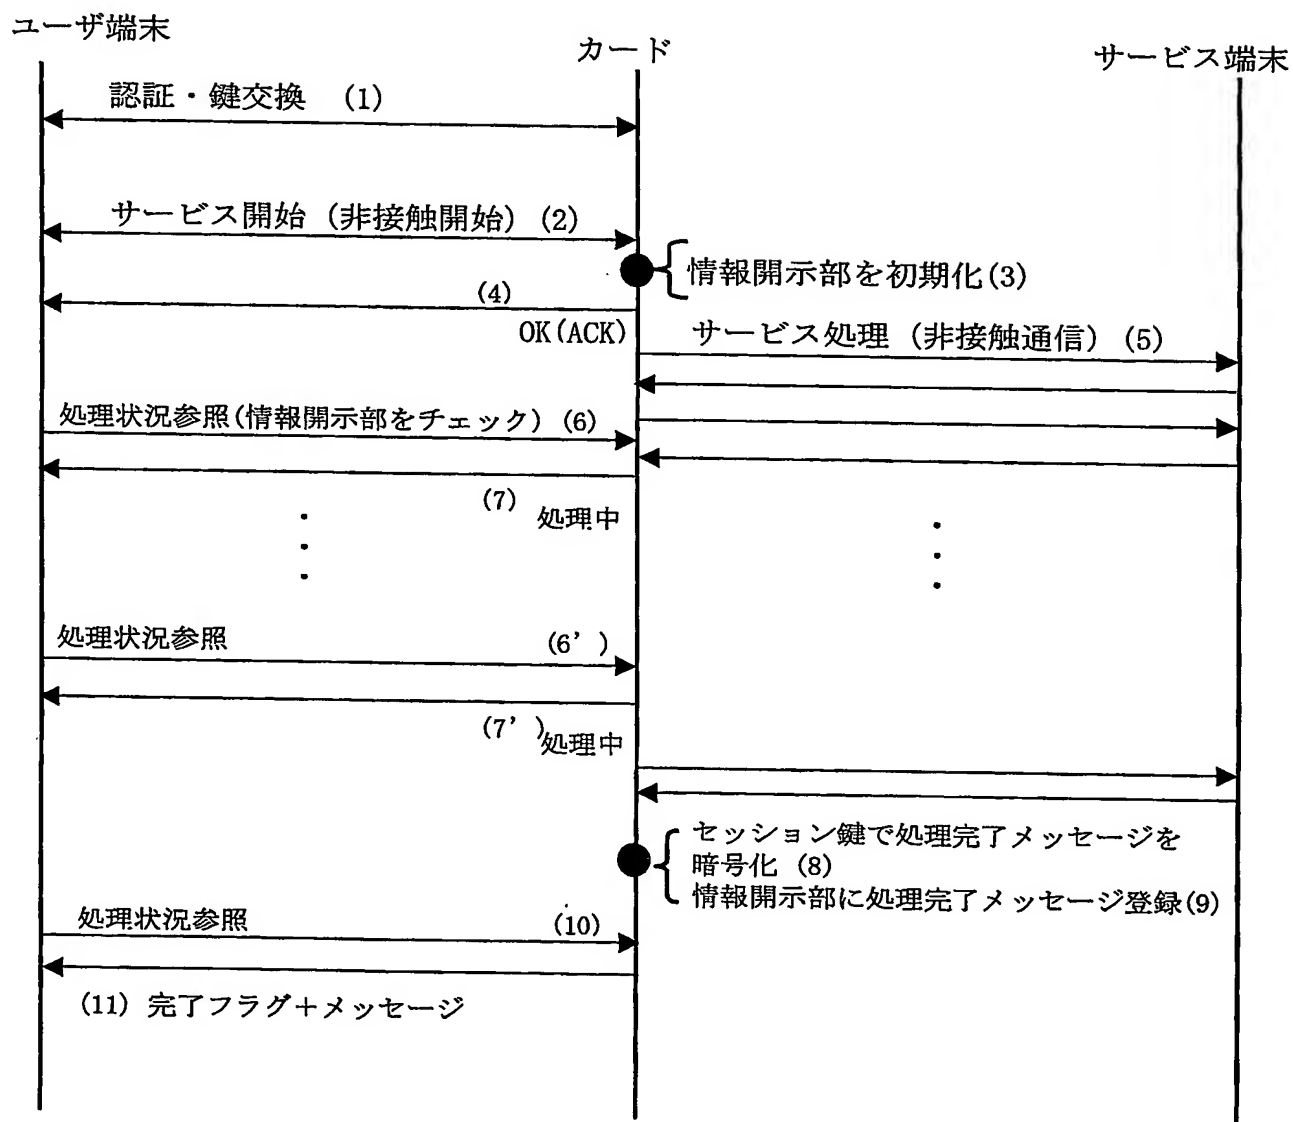 ユーザ端末
カード
サービス端末
認証・鍵交換 (1)
サービス開始 (非接触開始) (2)
情報開示部を初期化(3)
(4)
OK(ACK)
サービス処理 (非接触通信) (5)
処理状況参照(情報開示部をチェック) (6)
(7)
処理中
処理状況参照 (6’)
(7’)
処理中
セッション鍵で処理完了メッセージを
暗号化 (8)
情報開示部に処理完了メッセージ登録(9)
処理状況参照 (10)
(11) 完了フラグ＋メッセージ